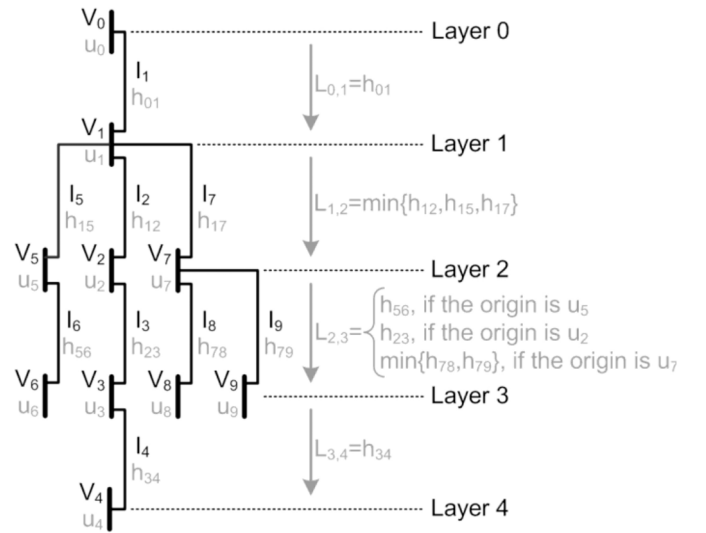 V₀ Layer 0
u₀
I₁
h₀₁ L₀,₁=h₀₁
V₁ Layer 1
u₁
I₅ I₂ I₇
h₁₅ h₁₂ h₁₇ L₁,₂=min{h₁₂,h₁₅,h₁₇}
V₅ V₂ V₇ Layer 2
u₅ u₂ u₇
h₅₆, if the origin is u₅
I₆ I₃ I₈ I₉ L₂,₃= h₂₃, if the origin is u₂
h₅₆ h₂₃ h₇₈ h₇₉ min{h₇₈,h₇₉}, if the origin is u₇
V₆ V₃ V₈ V₉ Layer 3
u₆ u₃ u₈ u₉
I₄ L₃,₄=h₃₄
h₃₄
V₄ Layer 4
u₄